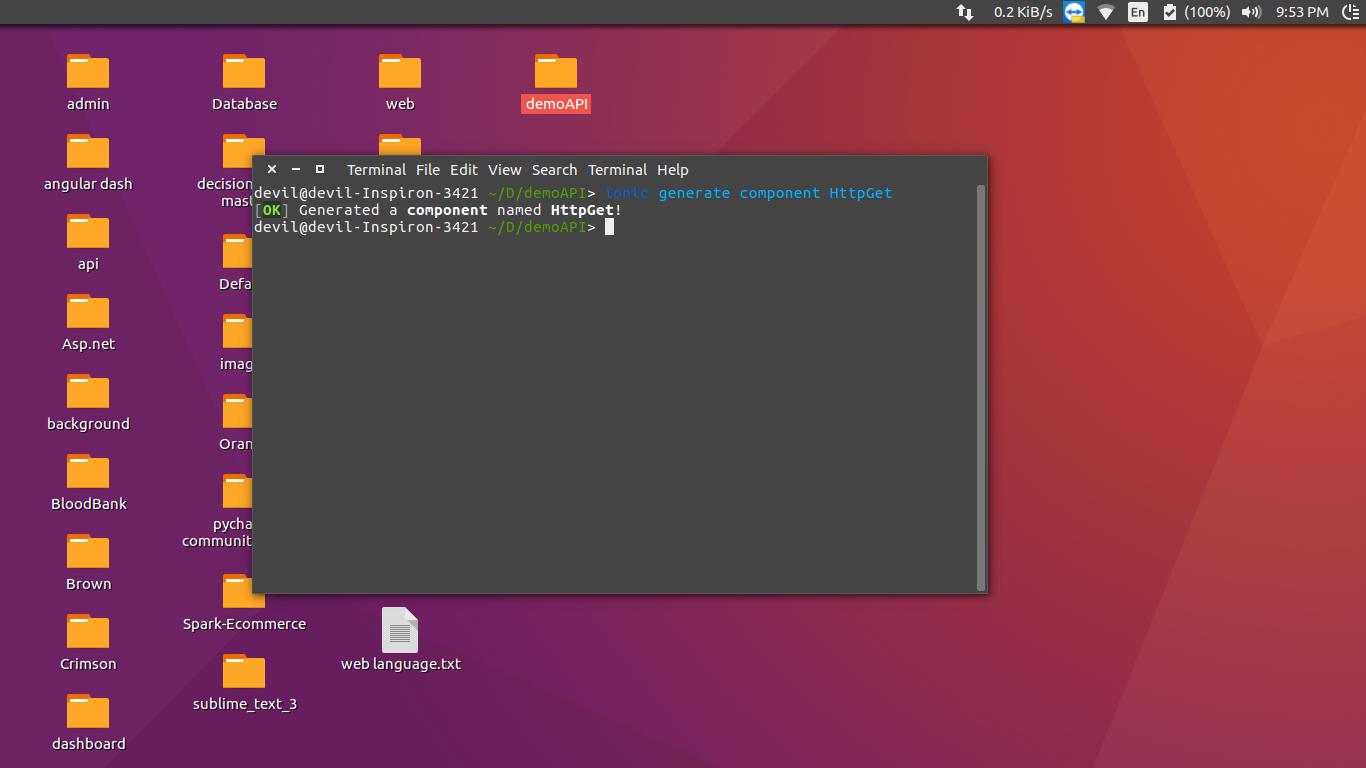 0.2 KiB/s En (100%) 9:53 PM
admin
Database
web
demoAPI
angular dash
decision
mast
api
Defa
Asp.net
imag
background
Oran
BloodBank
pycha
communit
Brown
Spark-Ecommerce
Crimson
web language.txt
sublime_text_3
dashboard
Terminal File Edit View Search Terminal Help
devil@devil-Inspiron-3421 ~/D/demoAPI> ionic generate component HttpGet
[OK] Generated a component named HttpGet!
devil@devil-Inspiron-3421 ~/D/demoAPI>